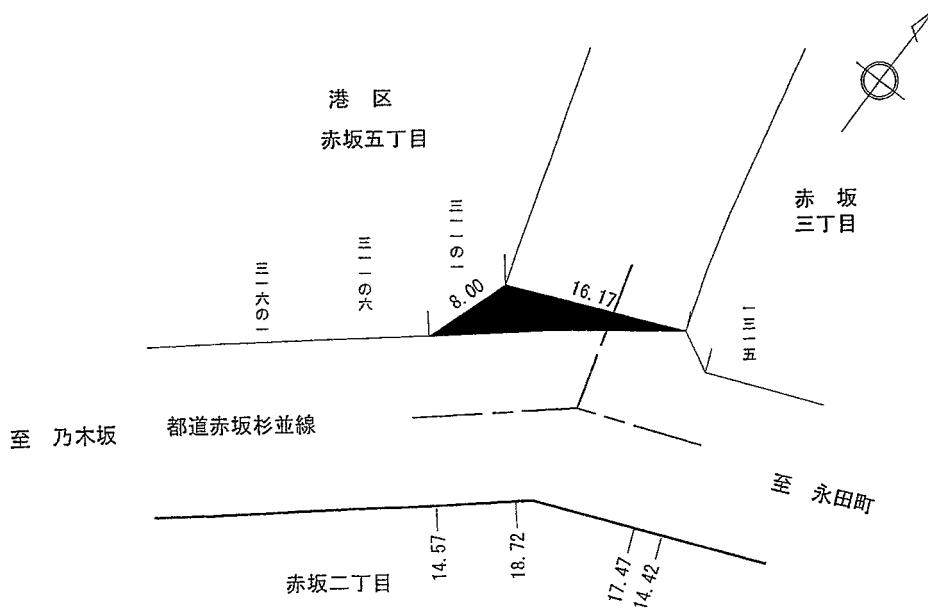 港区
赤坂五丁目
赤坂
三丁目
三一一の一
三一一の六
三一六の一
8.00
16.17
一三一五
至 乃木坂
都道赤坂杉並線
至 永田町
14.57
18.72
17.47
14.42
赤坂二丁目